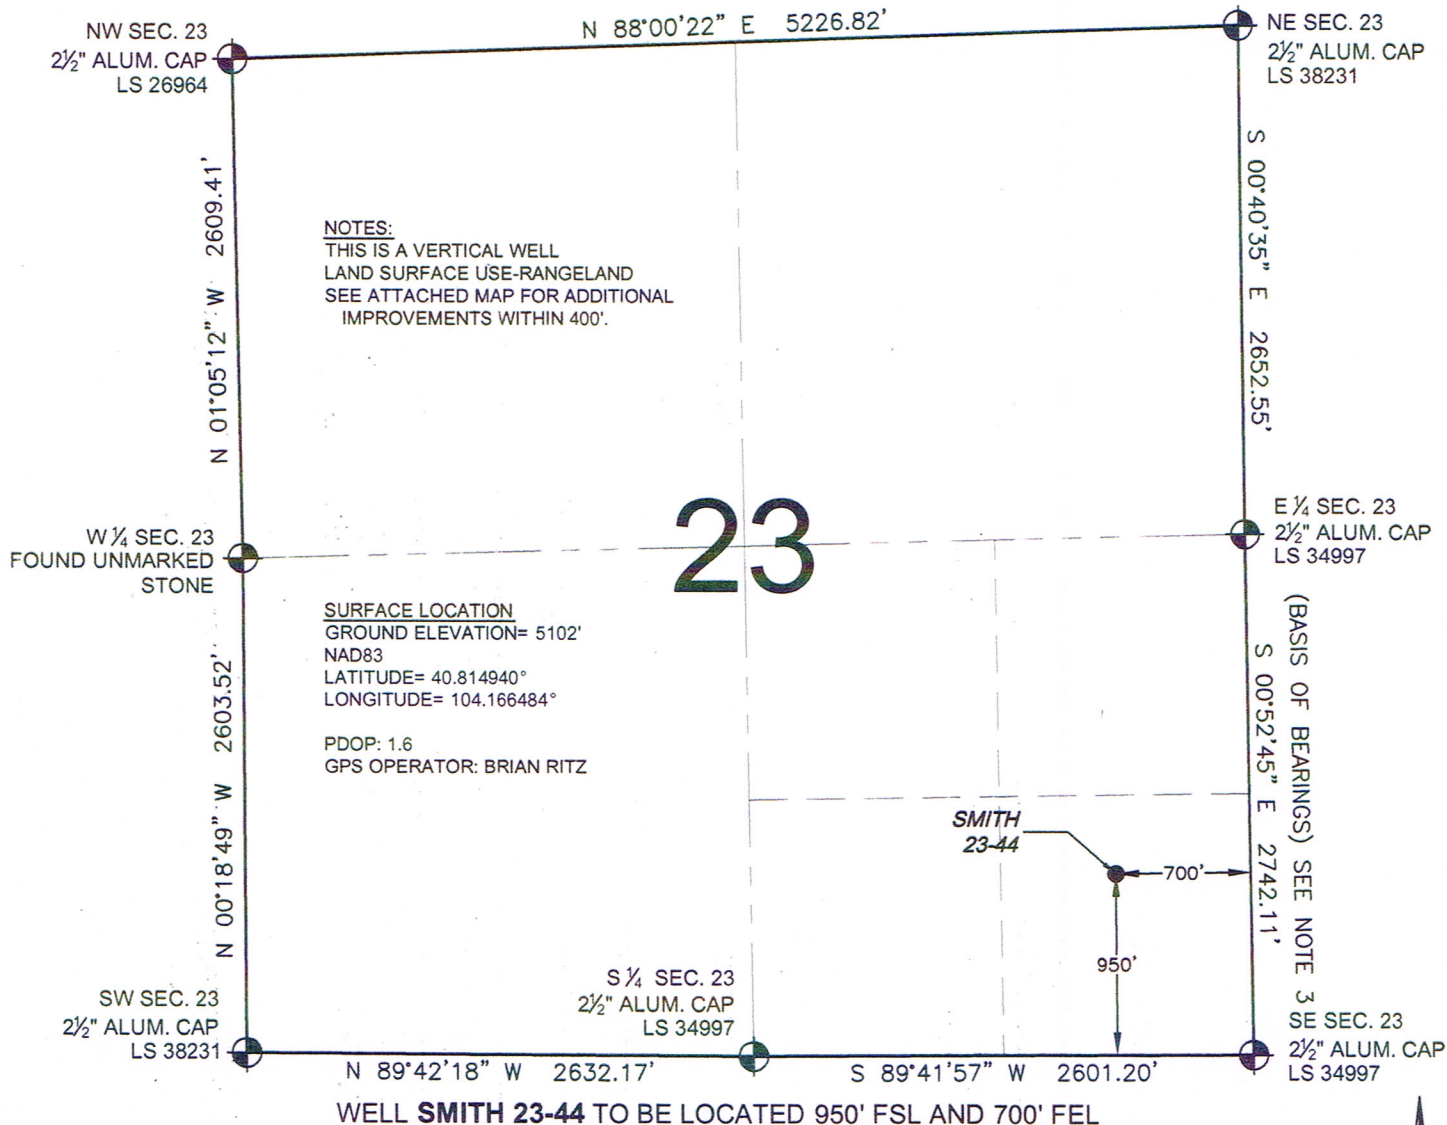 N 88°00'22" E 5226.82'
NW SEC. 23
2½" ALUM. CAP
LS 26964
NE SEC. 23
2½" ALUM. CAP
LS 38231
N 01°05'12" W 2609.41'
S 00°40'35" E 2652.55'
NOTES:
THIS IS A VERTICAL WELL
LAND SURFACE USE-RANGELAND
SEE ATTACHED MAP FOR ADDITIONAL
IMPROVEMENTS WITHIN 400'.
23
W ¼ SEC. 23
FOUND UNMARKED
STONE
E ¼ SEC. 23
2½" ALUM. CAP
LS 34997
SURFACE LOCATION
GROUND ELEVATION= 5102'
NAD83
LATITUDE= 40.814940°
LONGITUDE= 104.166484°
PDOP: 1.6
GPS OPERATOR: BRIAN RITZ
N 00°18'49" W 2603.52'
S 00°52'45" E 2742.11'
(BASIS OF BEARINGS) SEE NOTE 3
SMITH
23-44
700'
950'
SW SEC. 23
2½" ALUM. CAP
LS 38231
S ¼ SEC. 23
2½" ALUM. CAP
LS 34997
SE SEC. 23
2½" ALUM. CAP
LS 34997
N 89°42'18" W 2632.17'
S 89°41'57" W 2601.20'
WELL SMITH 23-44 TO BE LOCATED 950' FSL AND 700' FEL